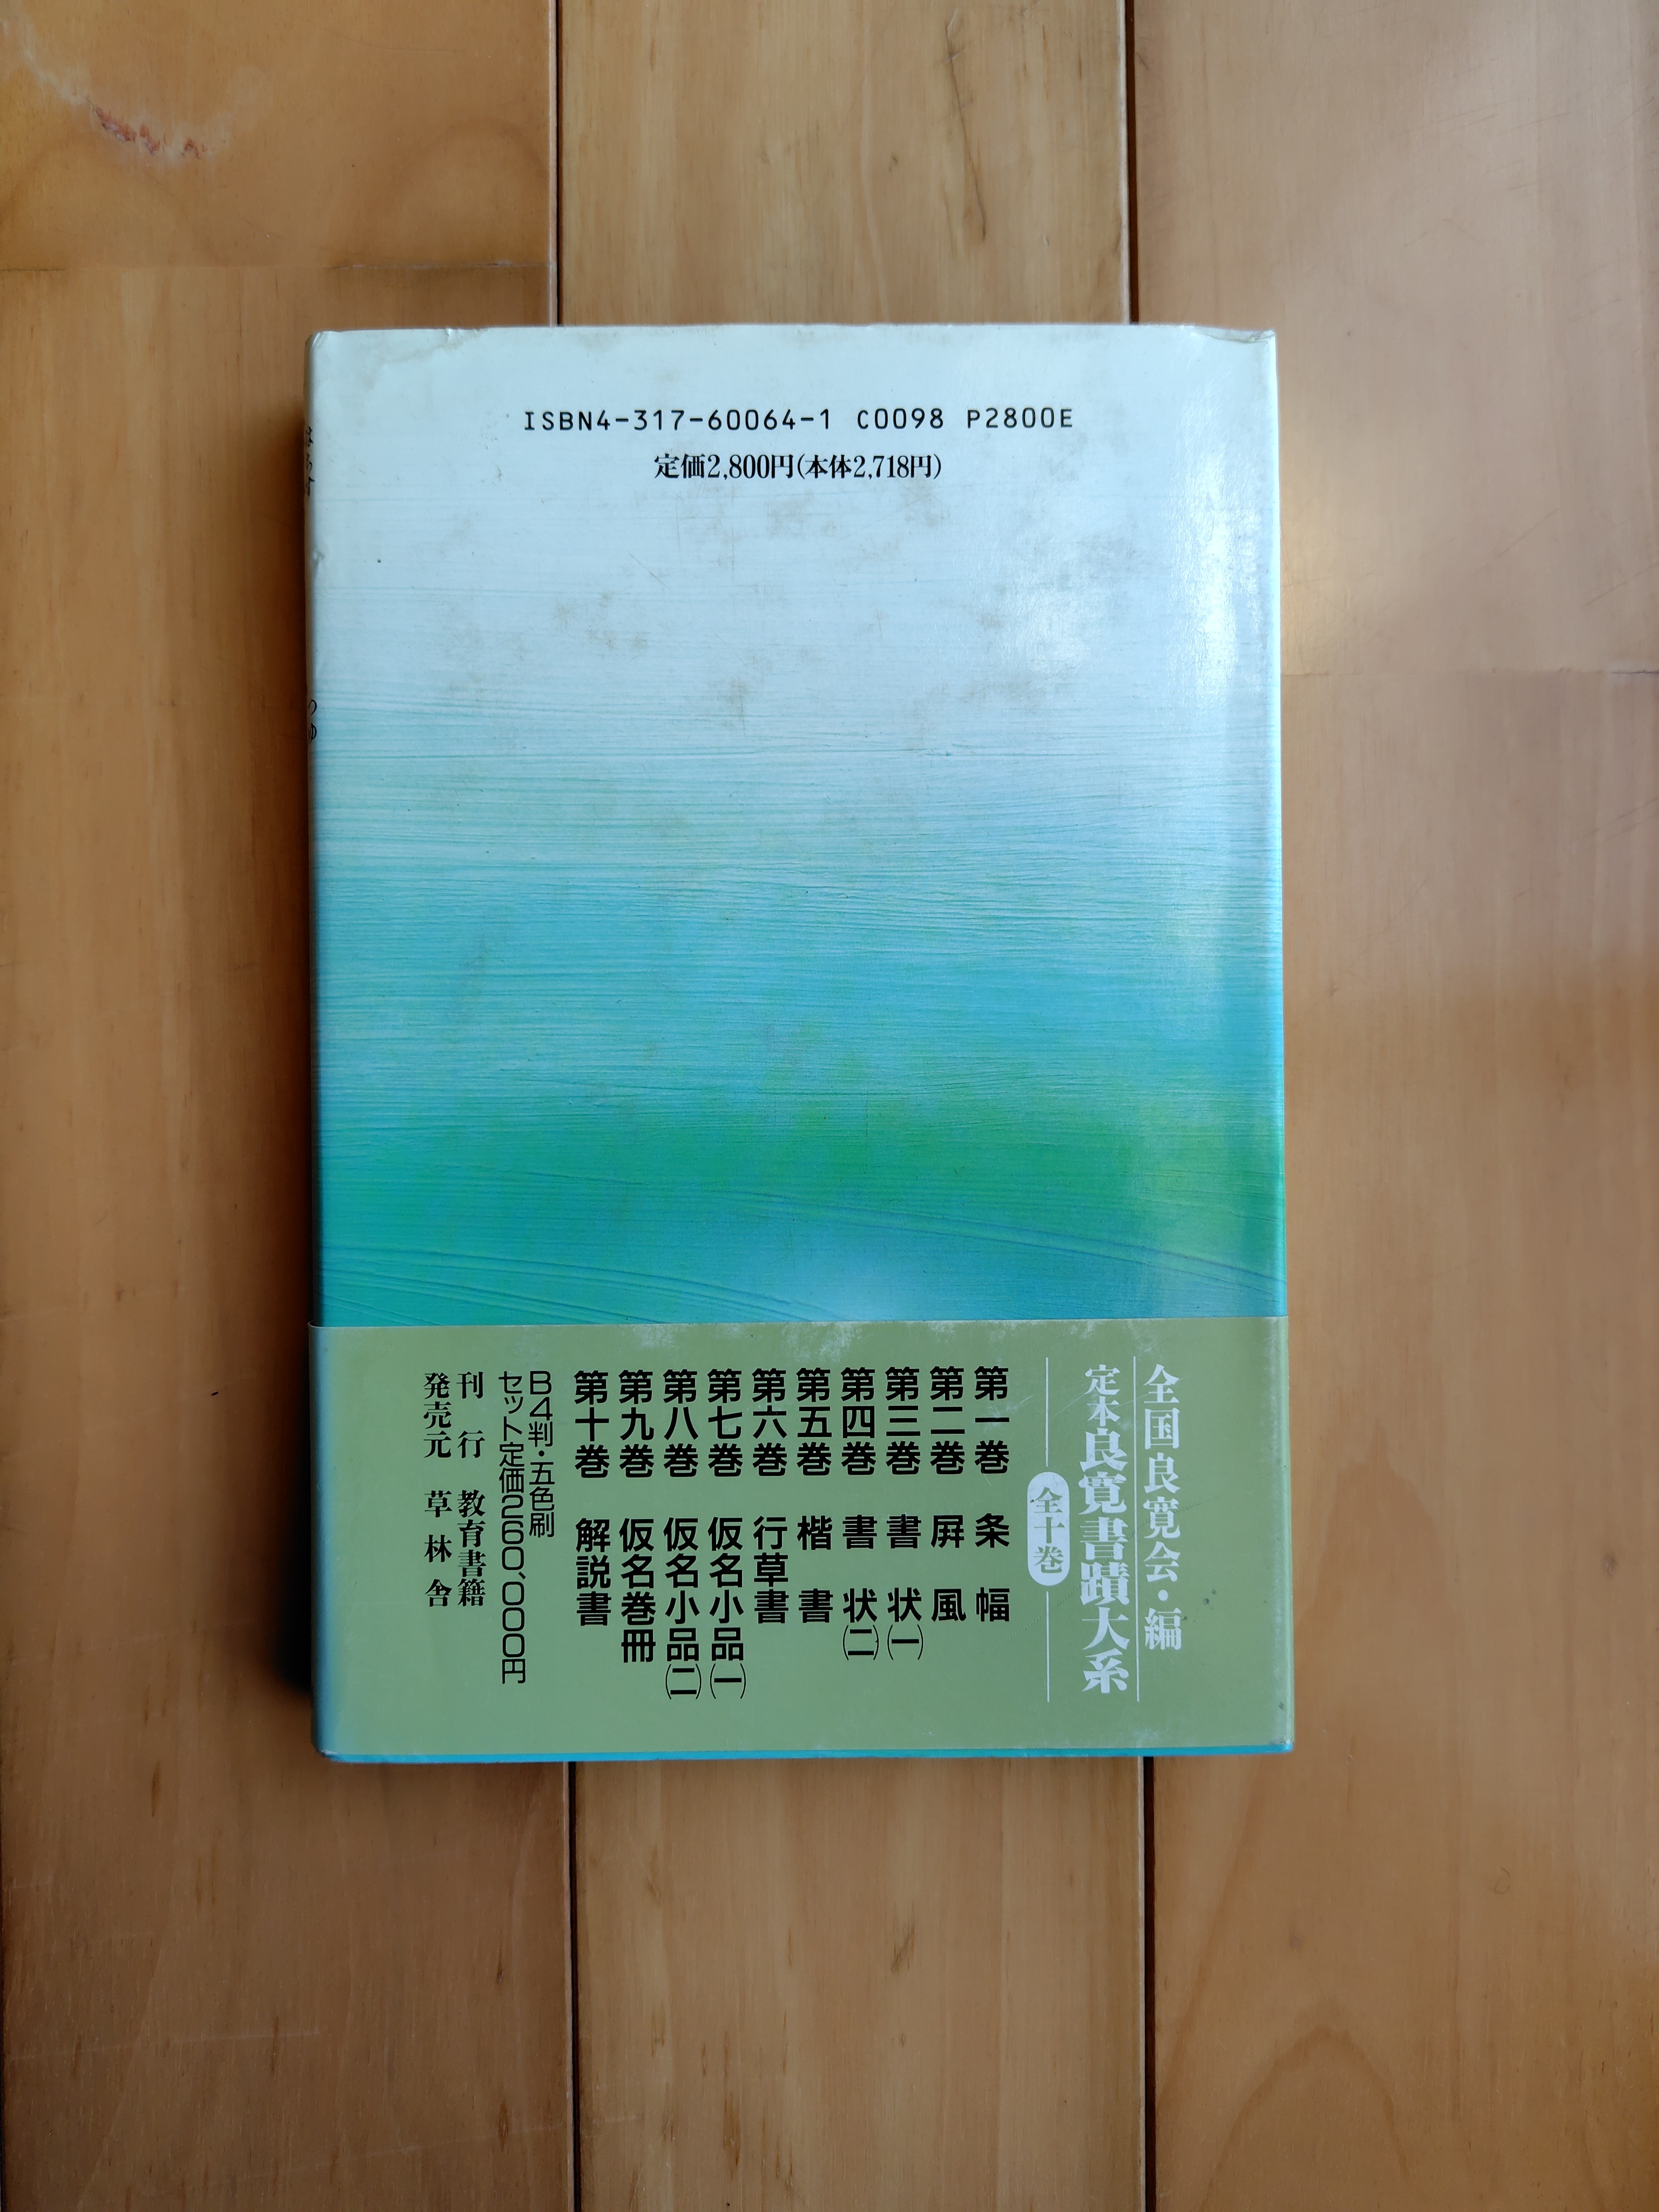 ISBN4-317-60064-1 C0098 P2800E
定価2,800円(本体2,718円)
全国良寛会・編
定本良寛書蹟大系
全十巻
第一巻 条幅
第二巻 屏風
第三巻 書状(一)
第四巻 書状(二)
第五巻 楷書
第六巻 行草書
第七巻 仮名小品(一)
第八巻 仮名小品(二)
第九巻 仮名巻冊
第十巻 解説書
B4判・五色刷
セット定価260,000円
刊行 教育書籍
発売元 草林舎